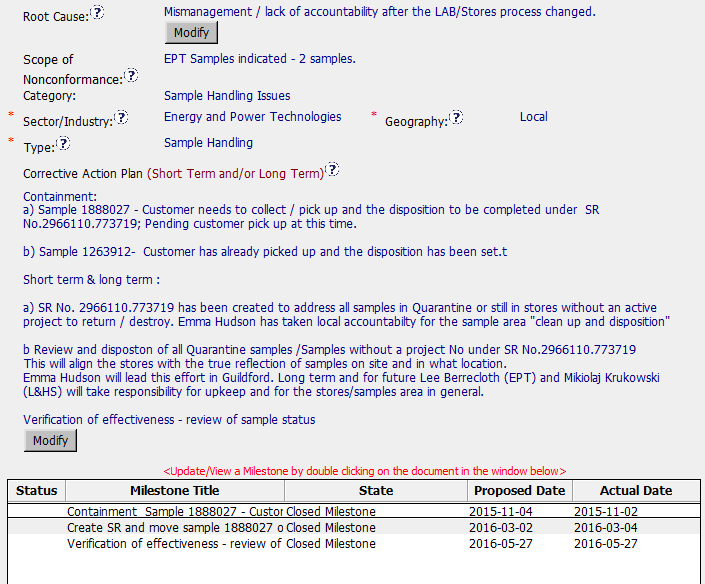 Root Cause: ? Mismanagement / lack of accountability after the LAB/Stores process changed.
Modify
Scope of EPT Samples indicated - 2 samples.
Nonconformance: ?
Category: Sample Handling Issues
* Sector/Industry: ? Energy and Power Technologies * Geography: ? Local
* Type: ? Sample Handling
Corrective Action Plan (Short Term and/or Long Term) ?
Containment:
a) Sample 1888027 - Customer needs to collect / pick up and the disposition to be completed under SR
No.2966110.773719; Pending customer pick up at this time.
b) Sample 1263912- Customer has already picked up and the disposition has been set.t
Short term & long term :
a) SR No. 2966110.773719 has been created to address all samples in Quarantine or still in stores without an active
project to return / destroy. Emma Hudson has taken local accountabilty for the sample area "clean up and disposition"
b Review and disposton of all Quarantine samples /Samples without a project No under SR No.2966110.773719
This will align the stores with the true reflection of samples on site and in what location.
Emma Hudson will lead this effort in Guildford. Long term and for future Lee Berrecloth (EPT) and Mikiolaj Krukowski
(L&HS) will take responsibility for upkeep and for the stores/samples area in general.
Verification of effectiveness - review of sample status
Modify
<Update/View a Milestone by double clicking on the document in the window below>
Status Milestone Title State Proposed Date Actual Date
Containment Sample 1888027 - Custor Closed Milestone 2015-11-04 2015-11-02
Create SR and move sample 1888027 o Closed Milestone 2016-03-02 2016-03-04
Verification of effectiveness - review of Closed Milestone 2016-05-27 2016-05-27